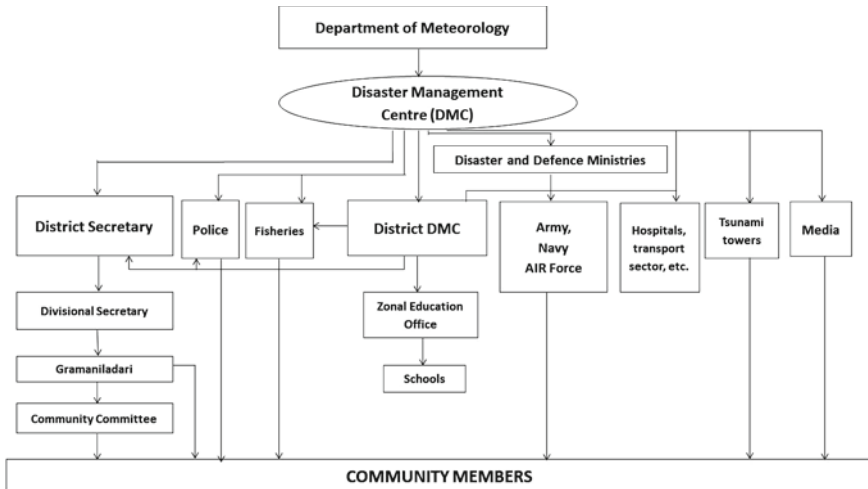 Department of Meteorology
Disaster Management
Centre (DMC)
Disaster and Defence Ministries
District Secretary
Police
Fisheries
District DMC
Army,
Navy
AIR Force
Hospitals,
transport
sector, etc.
Tsunami
towers
Media
Divisional Secretary
Zonal Education
Office
Gramaniladari
Schools
Community Committee
COMMUNITY MEMBERS